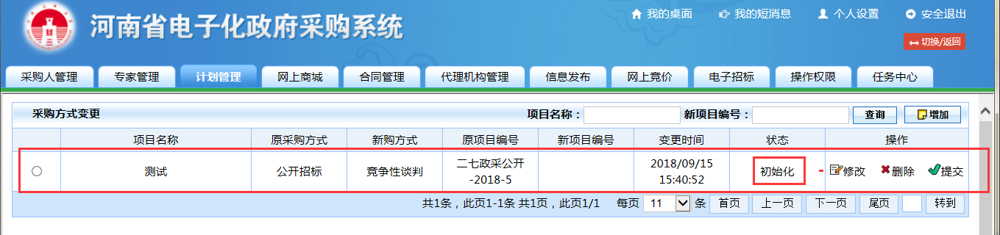 河南省电子化政府采购系统
我的桌面 我的短消息 个人设置 安全退出
切换/返回
采购人管理 专家管理 计划管理 网上商城 合同管理 代理机构管理 信息发布 网上竞价 电子招标 操作权限 任务中心
采购方式变更 项目名称： 新项目编号： 查询 增加
项目名称 原采购方式 新购方式 原项目编号 新项目编号 变更时间 状态 操作
测试 公开招标 竞争性谈判 二七政采公开
-2018-5 2018/09/15
15:40:52 初始化 修改 删除 提交
共1条，此页1-1条 共1页，此页1/1 每页 11 条 首页 上一页 下一页 尾页 转到